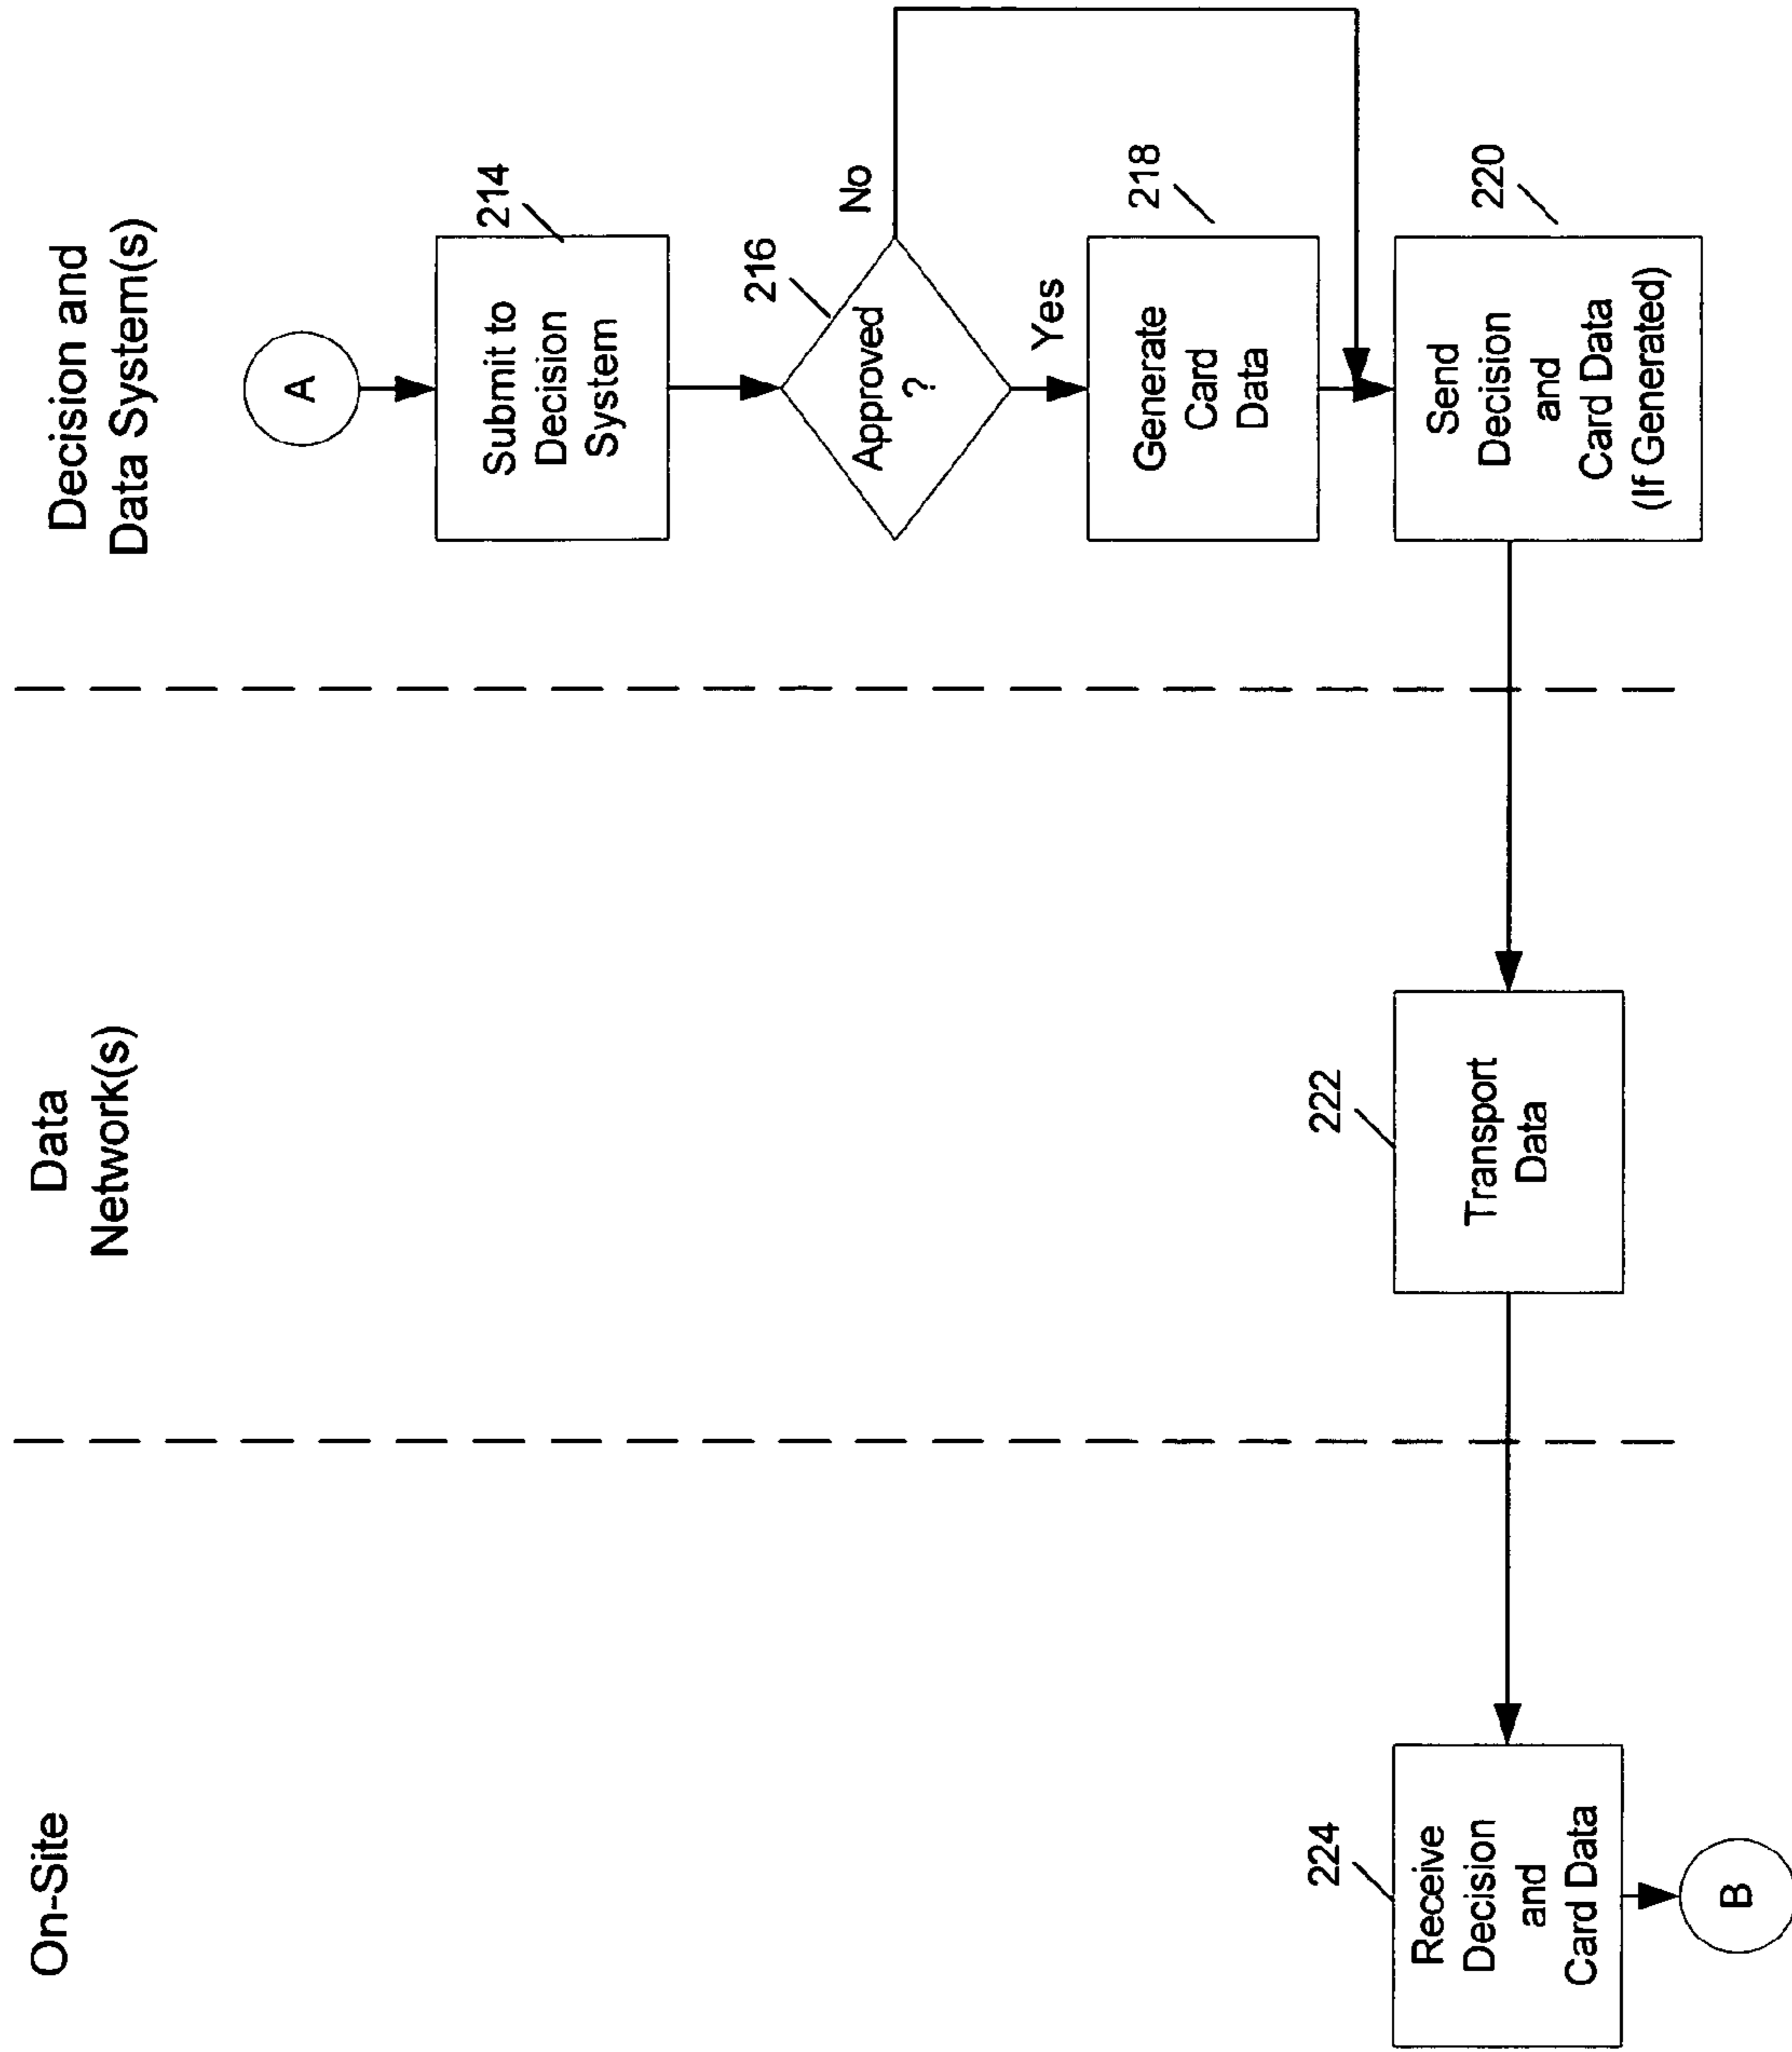 On-Site
Data
Network(s)
Decision and
Data System(s)
A
214
Submit to
Decision
System
216
Approved
?
No
Yes
218
Generate
Card
Data
220
Send
Decision
and
Card Data
(If Generated)
222
Transport
Data
224
Receive
Decision
and
Card Data
B